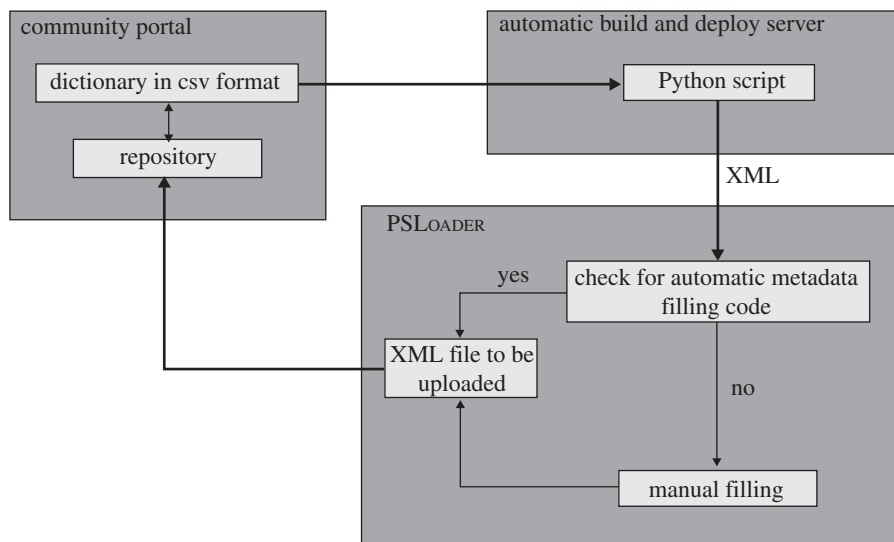 community portal
dictionary in csv format
repository
automatic build and deploy server
Python script
XML
PSLOADER
check for automatic metadata
filling code
yes
XML file to be
uploaded
no
manual filling